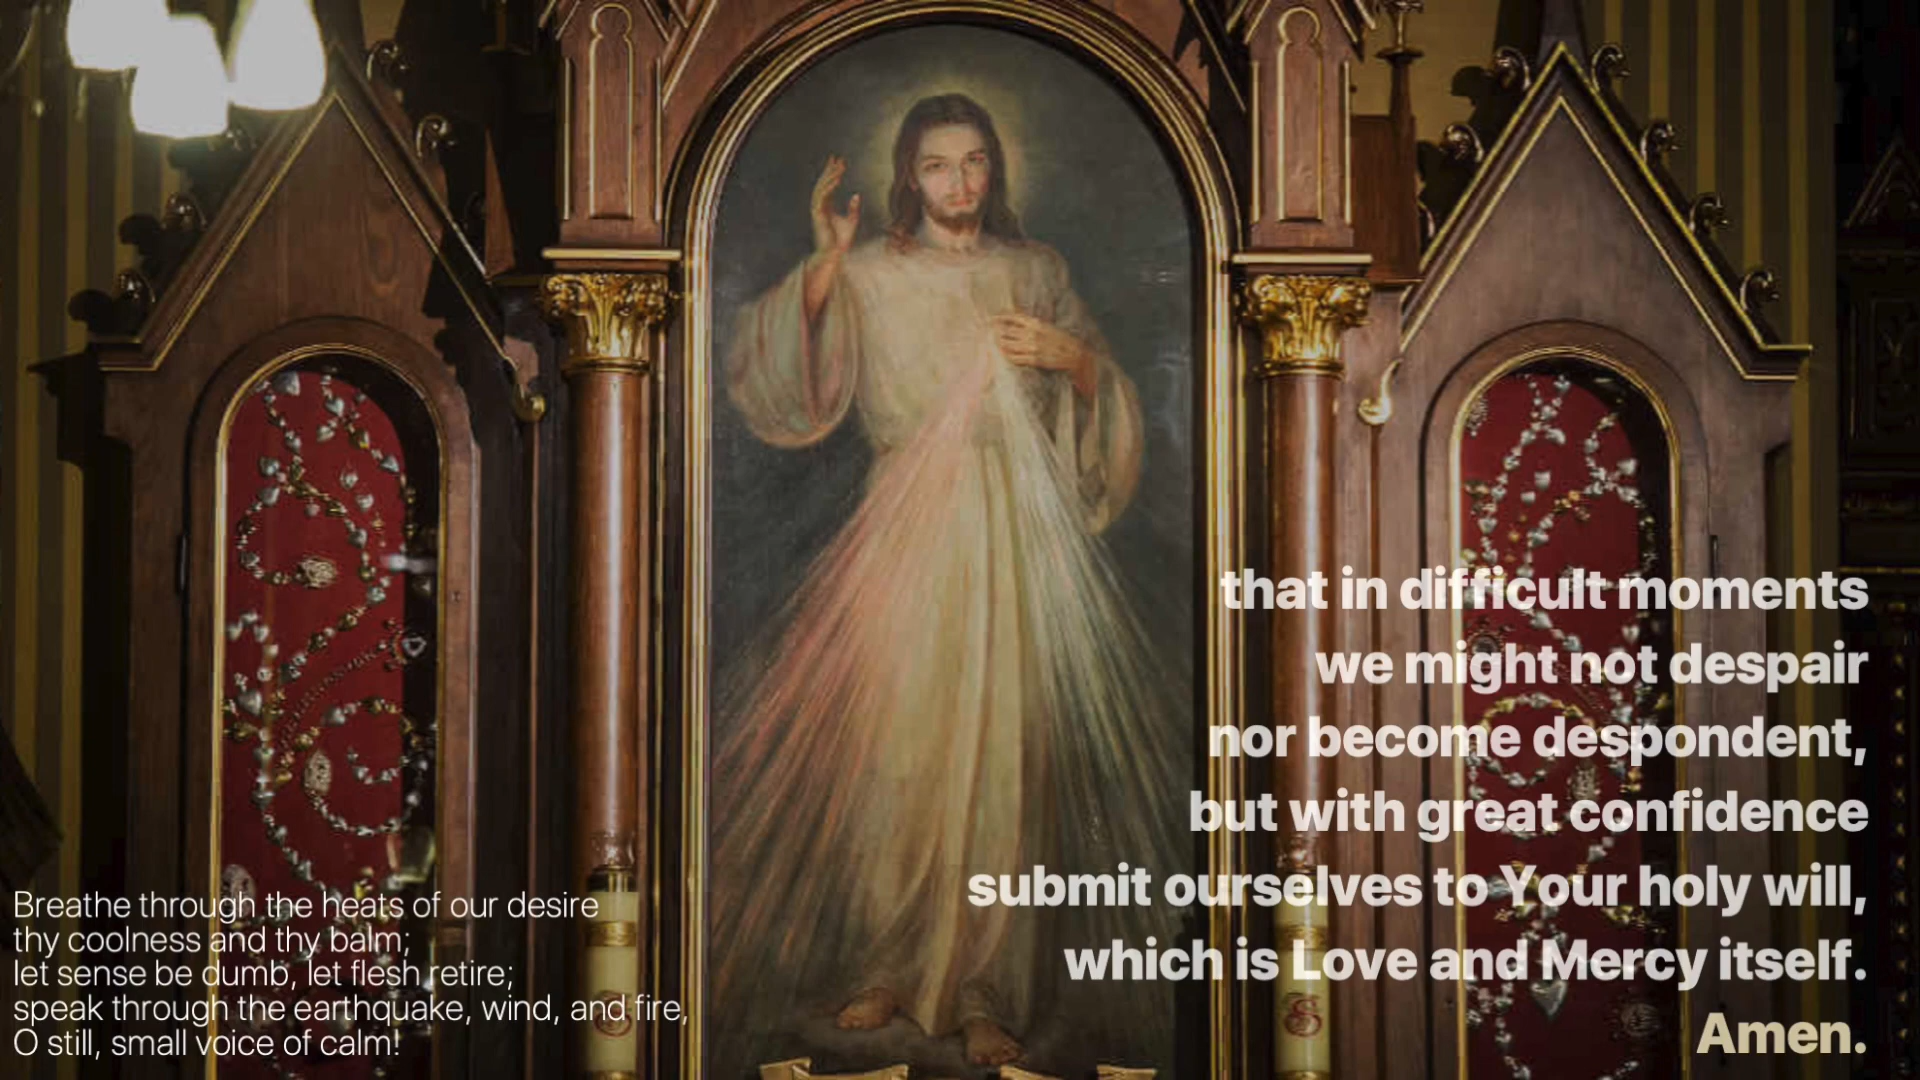 that in difficult moments
we might not despair
nor become despondent,
but with great confidence
submit ourselves to Your holy will,
which is Love and Mercy itself.
Amen.
Breathe through the heats of our desire
thy coolness and thy balm;
let sense be dumb, let flesh retire;
speak through the earthquake, wind, and fire,
O still, small voice of calm!